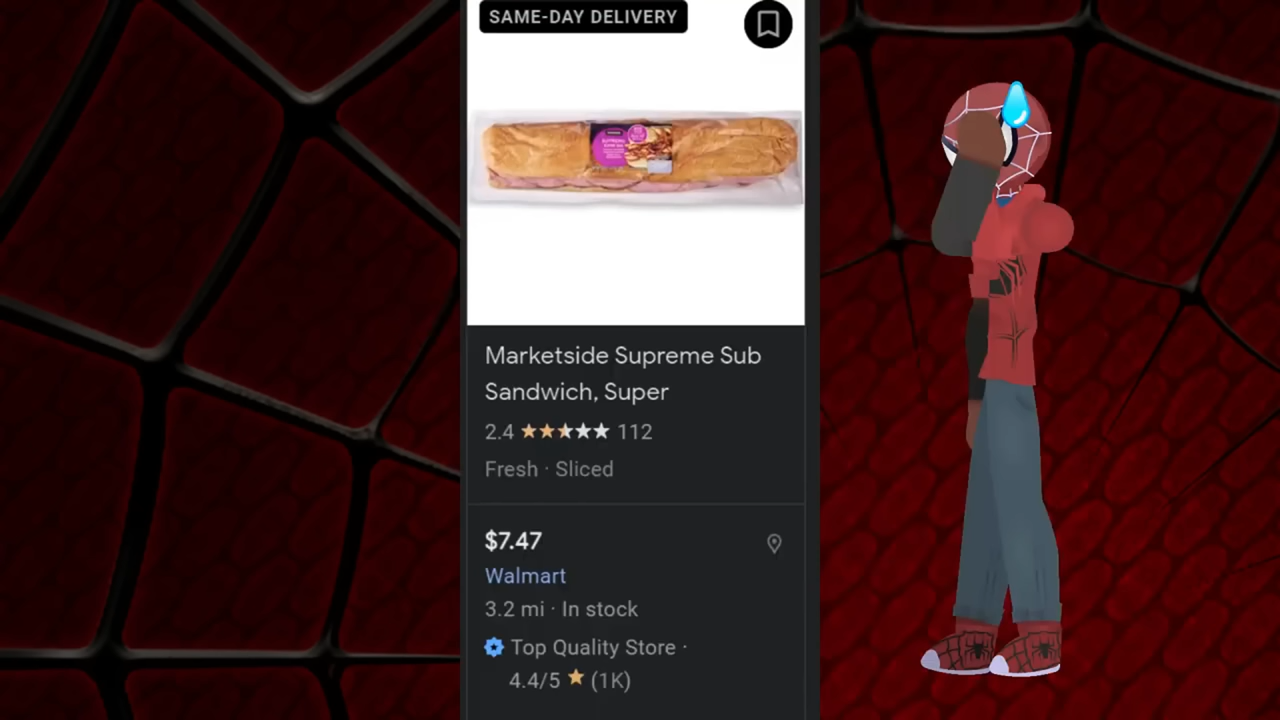 SAME-DAY DELIVERY
Marketside Supreme Sub
Sandwich, Super
2.4 112
Fresh · Sliced
$7.47
Walmart
3.2 mi · In stock
Top Quality Store ·
4.4/5 (1K)